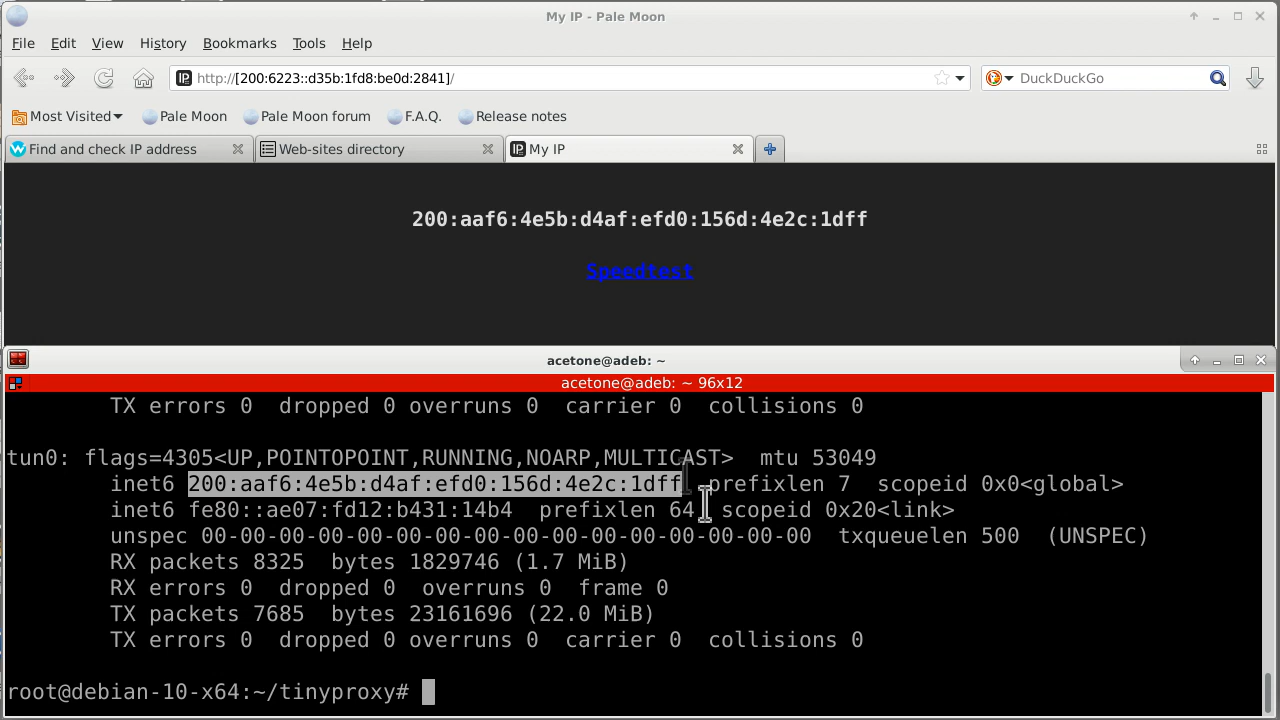 My IP - Pale Moon
File Edit View History Bookmarks Tools Help
IP http://[200:6223::d35b:1fd8:be0d:2841]/ DuckDuckGo
Most Visited Pale Moon Pale Moon forum F.A.Q. Release notes
Find and check IP address Web-sites directory IP My IP
200:aaf6:4e5b:d4af:efd0:156d:4e2c:1dff
Speedtest
acetone@adeb: ~
acetone@adeb: ~ 96x12
TX errors 0  dropped 0 overruns 0  carrier 0  collisions 0
tun0: flags=4305<UP,POINTOPOINT,RUNNING,NOARP,MULTICAST>  mtu 53049
inet6 200:aaf6:4e5b:d4af:efd0:156d:4e2c:1dff  prefixlen 7  scopeid 0x0<global>
inet6 fe80::ae07:fd12:b431:14b4  prefixlen 64  scopeid 0x20<link>
unspec 00-00-00-00-00-00-00-00-00-00-00-00-00-00-00-00  txqueuelen 500  (UNSPEC)
RX packets 8325  bytes 1829746 (1.7 MiB)
RX errors 0  dropped 0  overruns 0  frame 0
TX packets 7685  bytes 23161696 (22.0 MiB)
TX errors 0  dropped 0 overruns 0  carrier 0  collisions 0
root@debian-10-x64:~/tinyproxy#